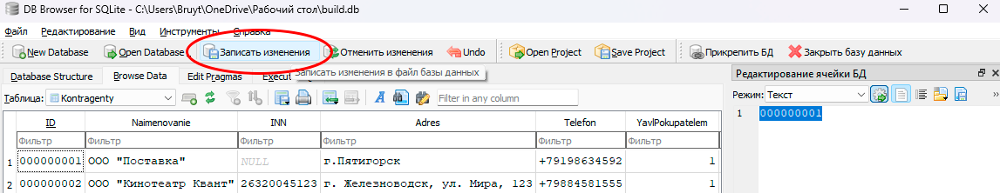 DB Browser for SQLite - C:\Users\Bruyt\OneDrive\Рабочий стол\build.db
Файл Редактирование Вид Инструменты Справка
New Database Open Database Записать изменения Отменить изменения Undo Open Project Save Project Прикрепить БД Закрыть базу данных
Записать изменения в файл базы данных
Database Structure Browse Data Edit Pragmas Редактирование ячейки БД
Таблица: Kontragenty Filter in any column Режим: Текст
ID Naimenovanie INN Adres Telefon YavlPokupatelem
Фильтр Фильтр Фильтр Фильтр Фильтр Фильтр
1 000000001 ООО "Поставка" NULL г.Пятигорск +79198634592 1
2 000000002 ООО "Кинотеатр Квант" 26320045123 г. Железноводск, ул. Мира, 123 +79884581555 1
1 000000001